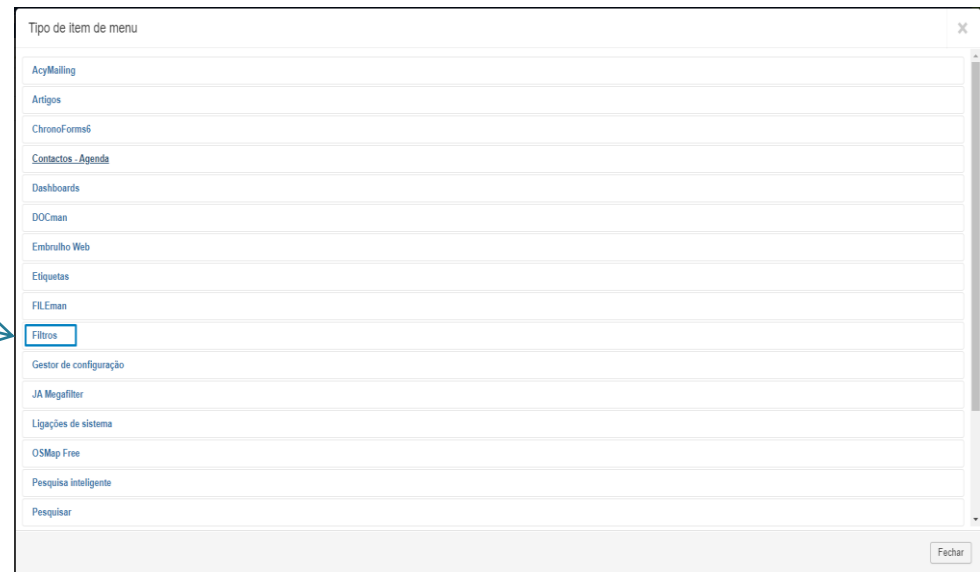 Tipo de item de menu
x
AcyMailing
Artigos
ChronoForms6
Contactos - Agenda
Dashboards
DOCman
Embrulho Web
Etiquetas
FILEman
Filtros
Gestor de configuração
JA Megafilter
Ligações de sistema
OSMap Free
Pesquisa inteligente
Pesquisar
Fechar